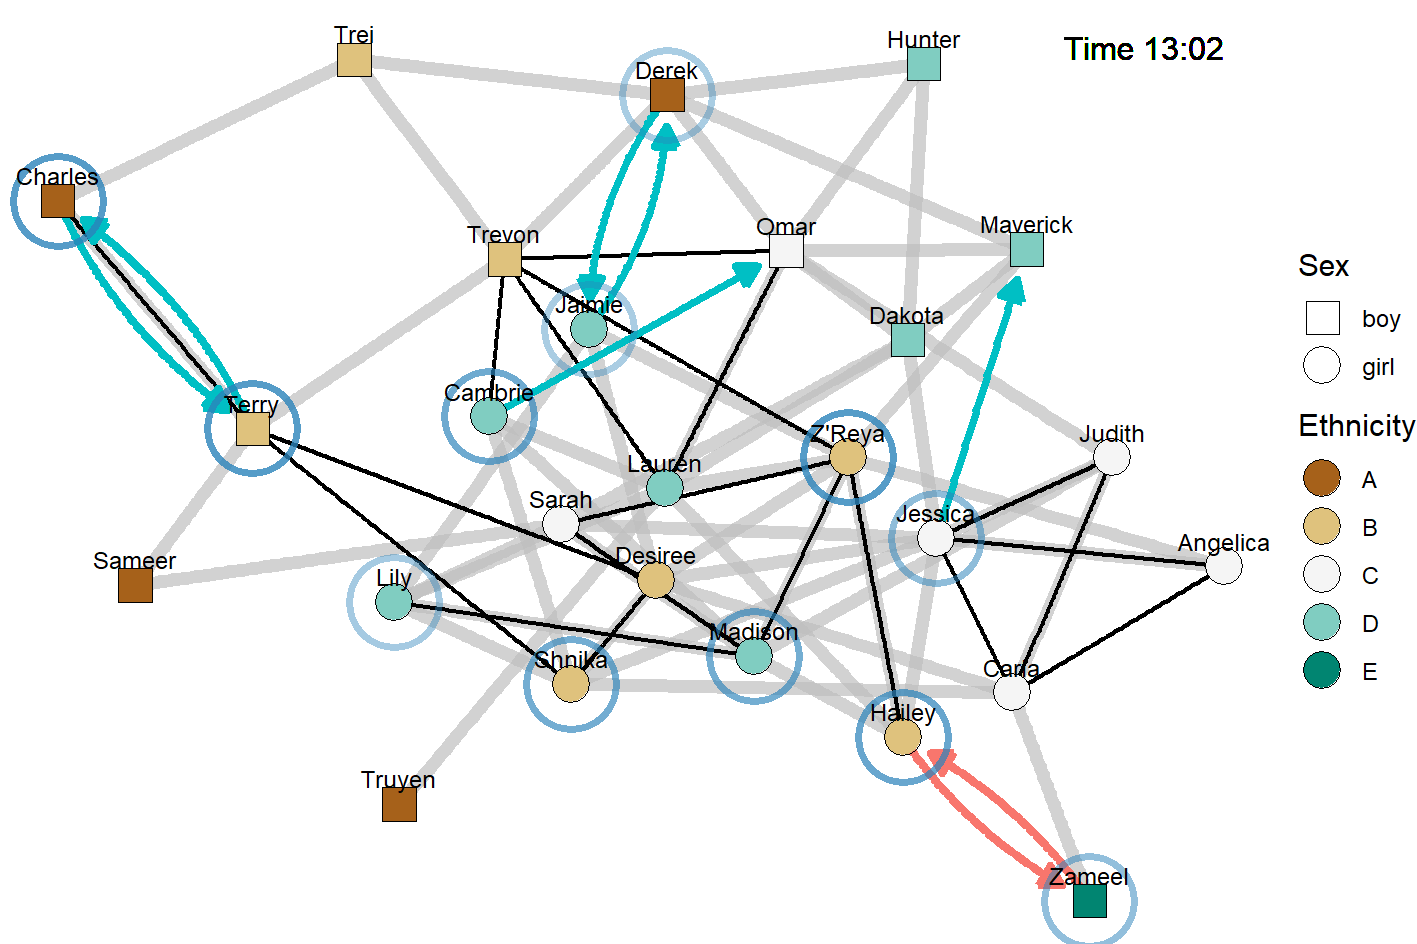 Trej
Hunter
Time 13:02
Derek
Charles
Trevon
Omar
Maverick
Sex
Jaimie
Dakota
boy
girl
Cambrie
Terry
Z'Reya
Judith
Ethnicity
Lauren
A
Sarah
Jessica
B
Sameer
Desiree
Angelica
Lily
C
Madison
D
Shnika
Carla
E
Hailey
Truyen
Zameel